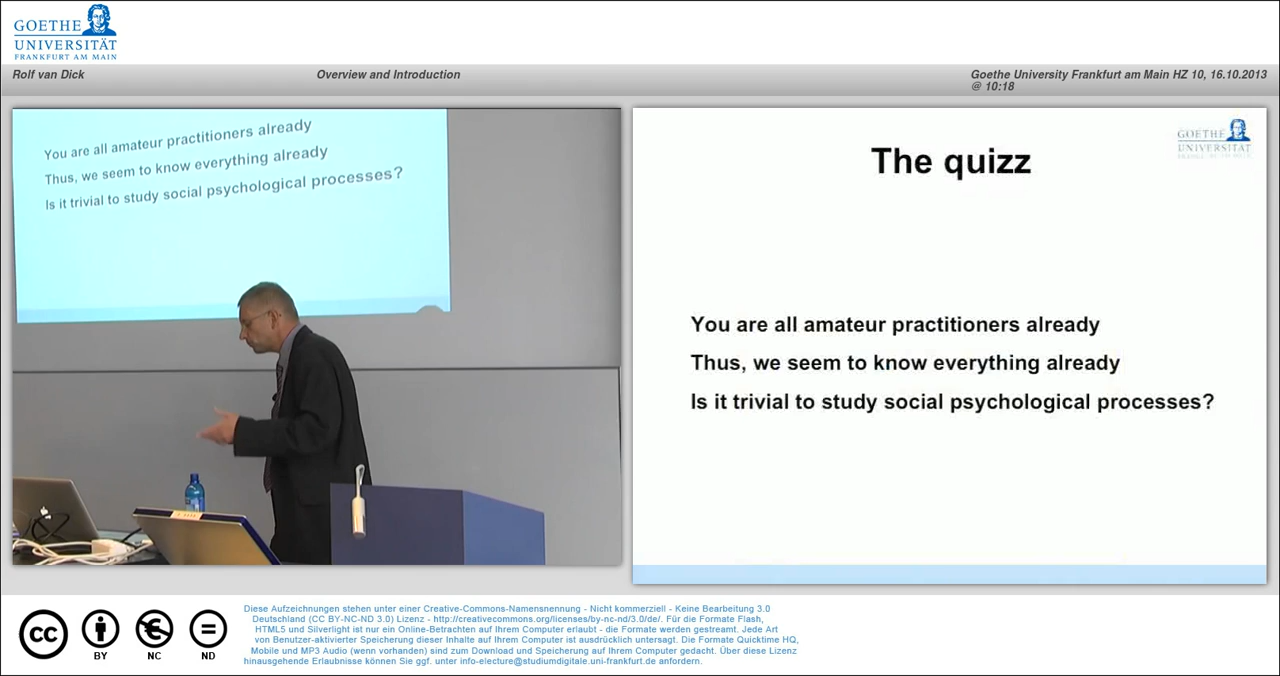 GOETHE
UNIVERSITÄT
FRANKFURT AM MAIN
Rolf van Dick
Overview and Introduction
Goethe University Frankfurt am Main HZ 10, 16.10.2013
@ 10:18
You are all amateur practitioners already
Thus, we seem to know everything already
Is it trivial to study social psychological processes?
GOETHE
UNIVERSITÄT
The quizz
You are all amateur practitioners already
Thus, we seem to know everything already
Is it trivial to study social psychological processes?
cc
BY
NC
ND
Diese Aufzeichnungen stehen unter einer Creative-Commons-Namensnennung - Nicht kommerziell - Keine Bearbeitung 3.0
Deutschland (CC BY-NC-ND 3.0) Lizenz - http://creativecommons.org/licenses/by-nc-nd/3.0/de/. Für die Formate Flash,
HTML5 und Silverlight ist nur ein Online-Betrachten auf Ihrem Computer erlaubt - die Formate werden gestreamt. Jede Art
von Benutzer-aktivierter Speicherung dieser Inhalte auf Ihrem Computer ist ausdrücklich untersagt. Die Formate Quicktime HQ,
Mobile und MP3 Audio (wenn vorhanden) sind zum Download und Speicherung auf Ihrem Computer gedacht. Über diese Lizenz
hinausgehende Erlaubnisse können Sie ggf. unter info-electure@studiumdigitale.uni-frankfurt.de anfordern.